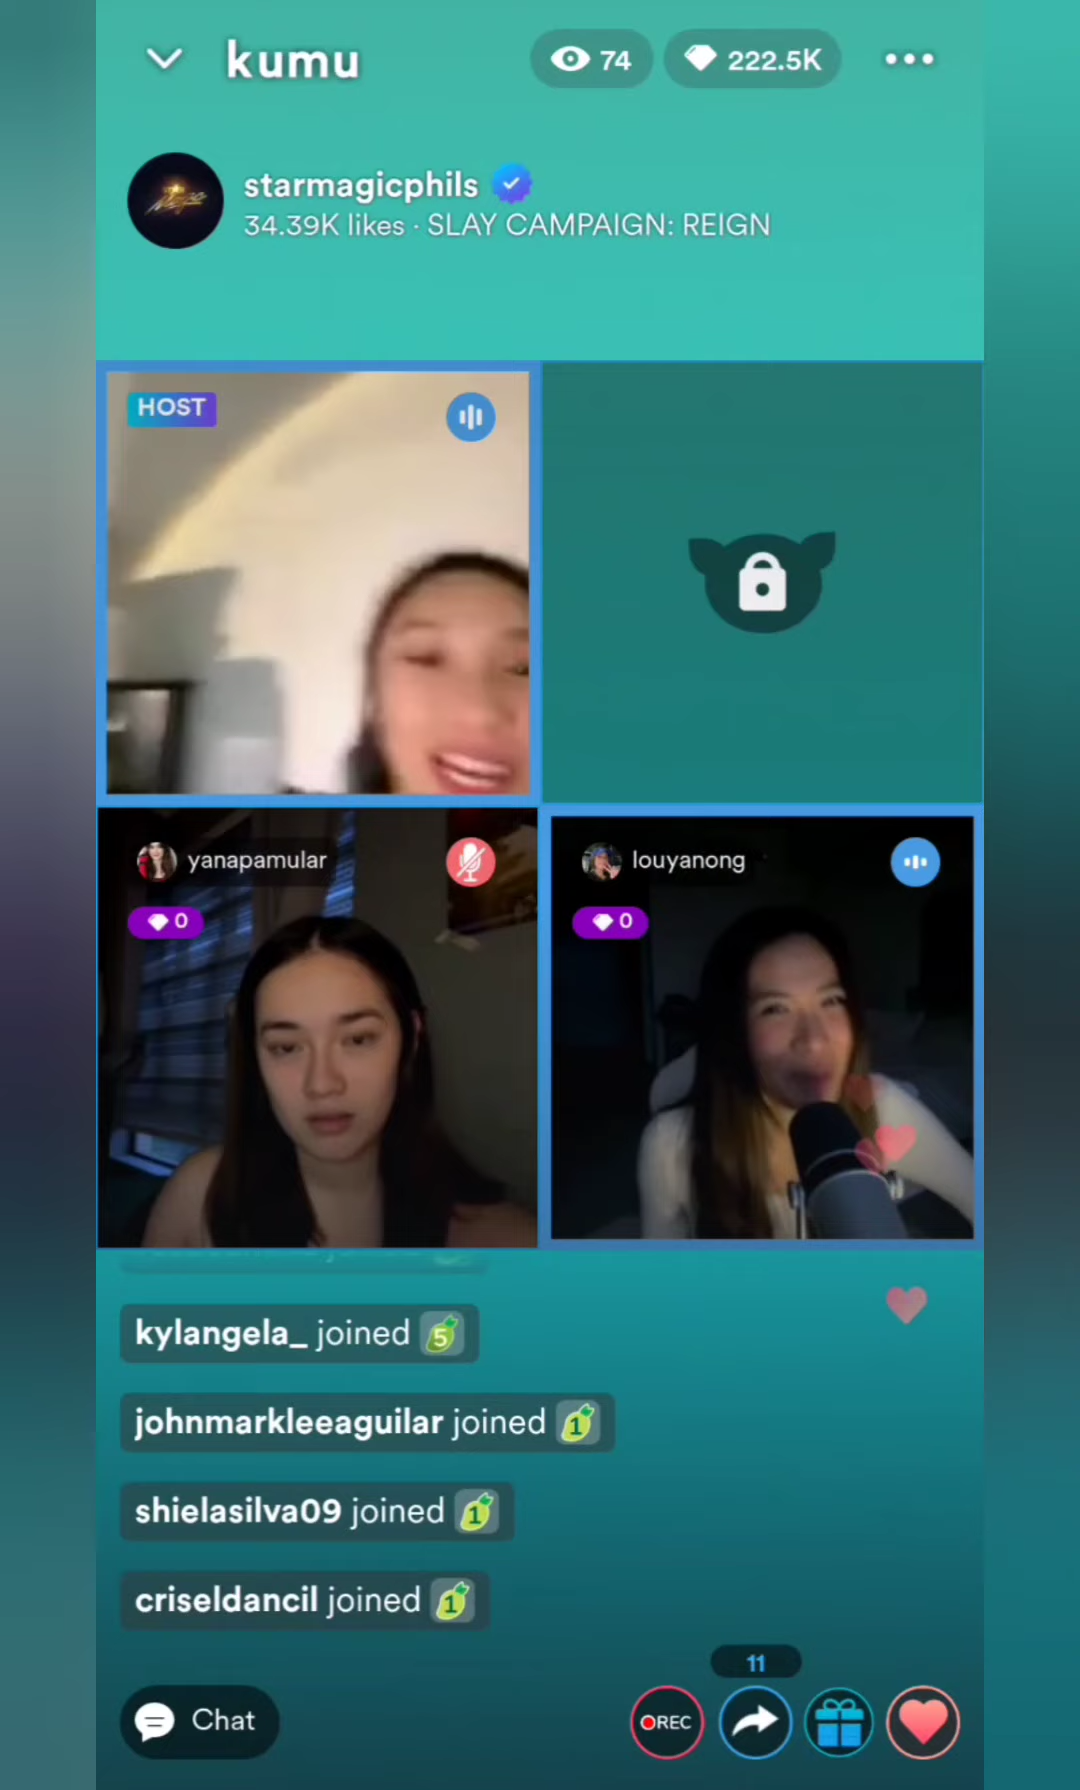 kumu
74
222.5K
starmagicphils
34.39K likes · SLAY CAMPAIGN: REIGN
HOST
yanapamular
0
louyanong
0
kylangela_ joined 5
johnmarkleeaguilar joined 1
shielasilva09 joined 1
criseldancil joined 1
11
Chat
REC